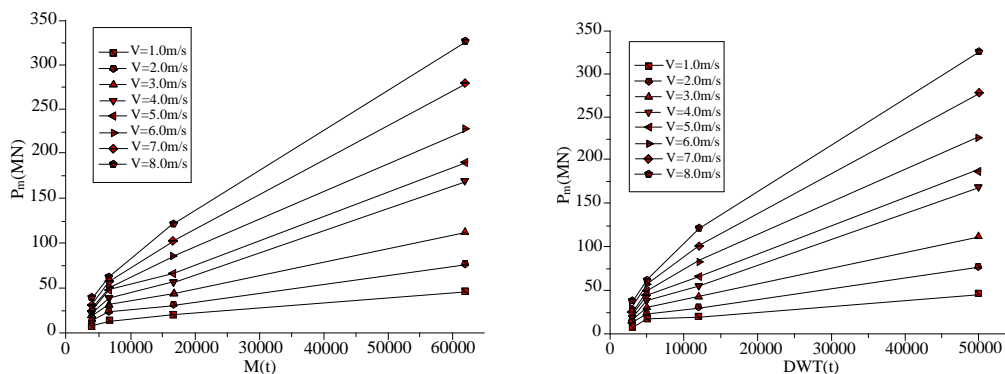 350
300
250
200
150
100
50
0
P_m(MN)
V=1.0m/s
V=2.0m/s
V=3.0m/s
V=4.0m/s
V=5.0m/s
V=6.0m/s
V=7.0m/s
V=8.0m/s
0 10000 20000 30000 40000 50000 60000
M(t)
350
300
250
200
150
100
50
0
P_m(MN)
V=1.0m/s
V=2.0m/s
V=3.0m/s
V=4.0m/s
V=5.0m/s
V=6.0m/s
V=7.0m/s
V=8.0m/s
0 10000 20000 30000 40000 50000
DWT(t)